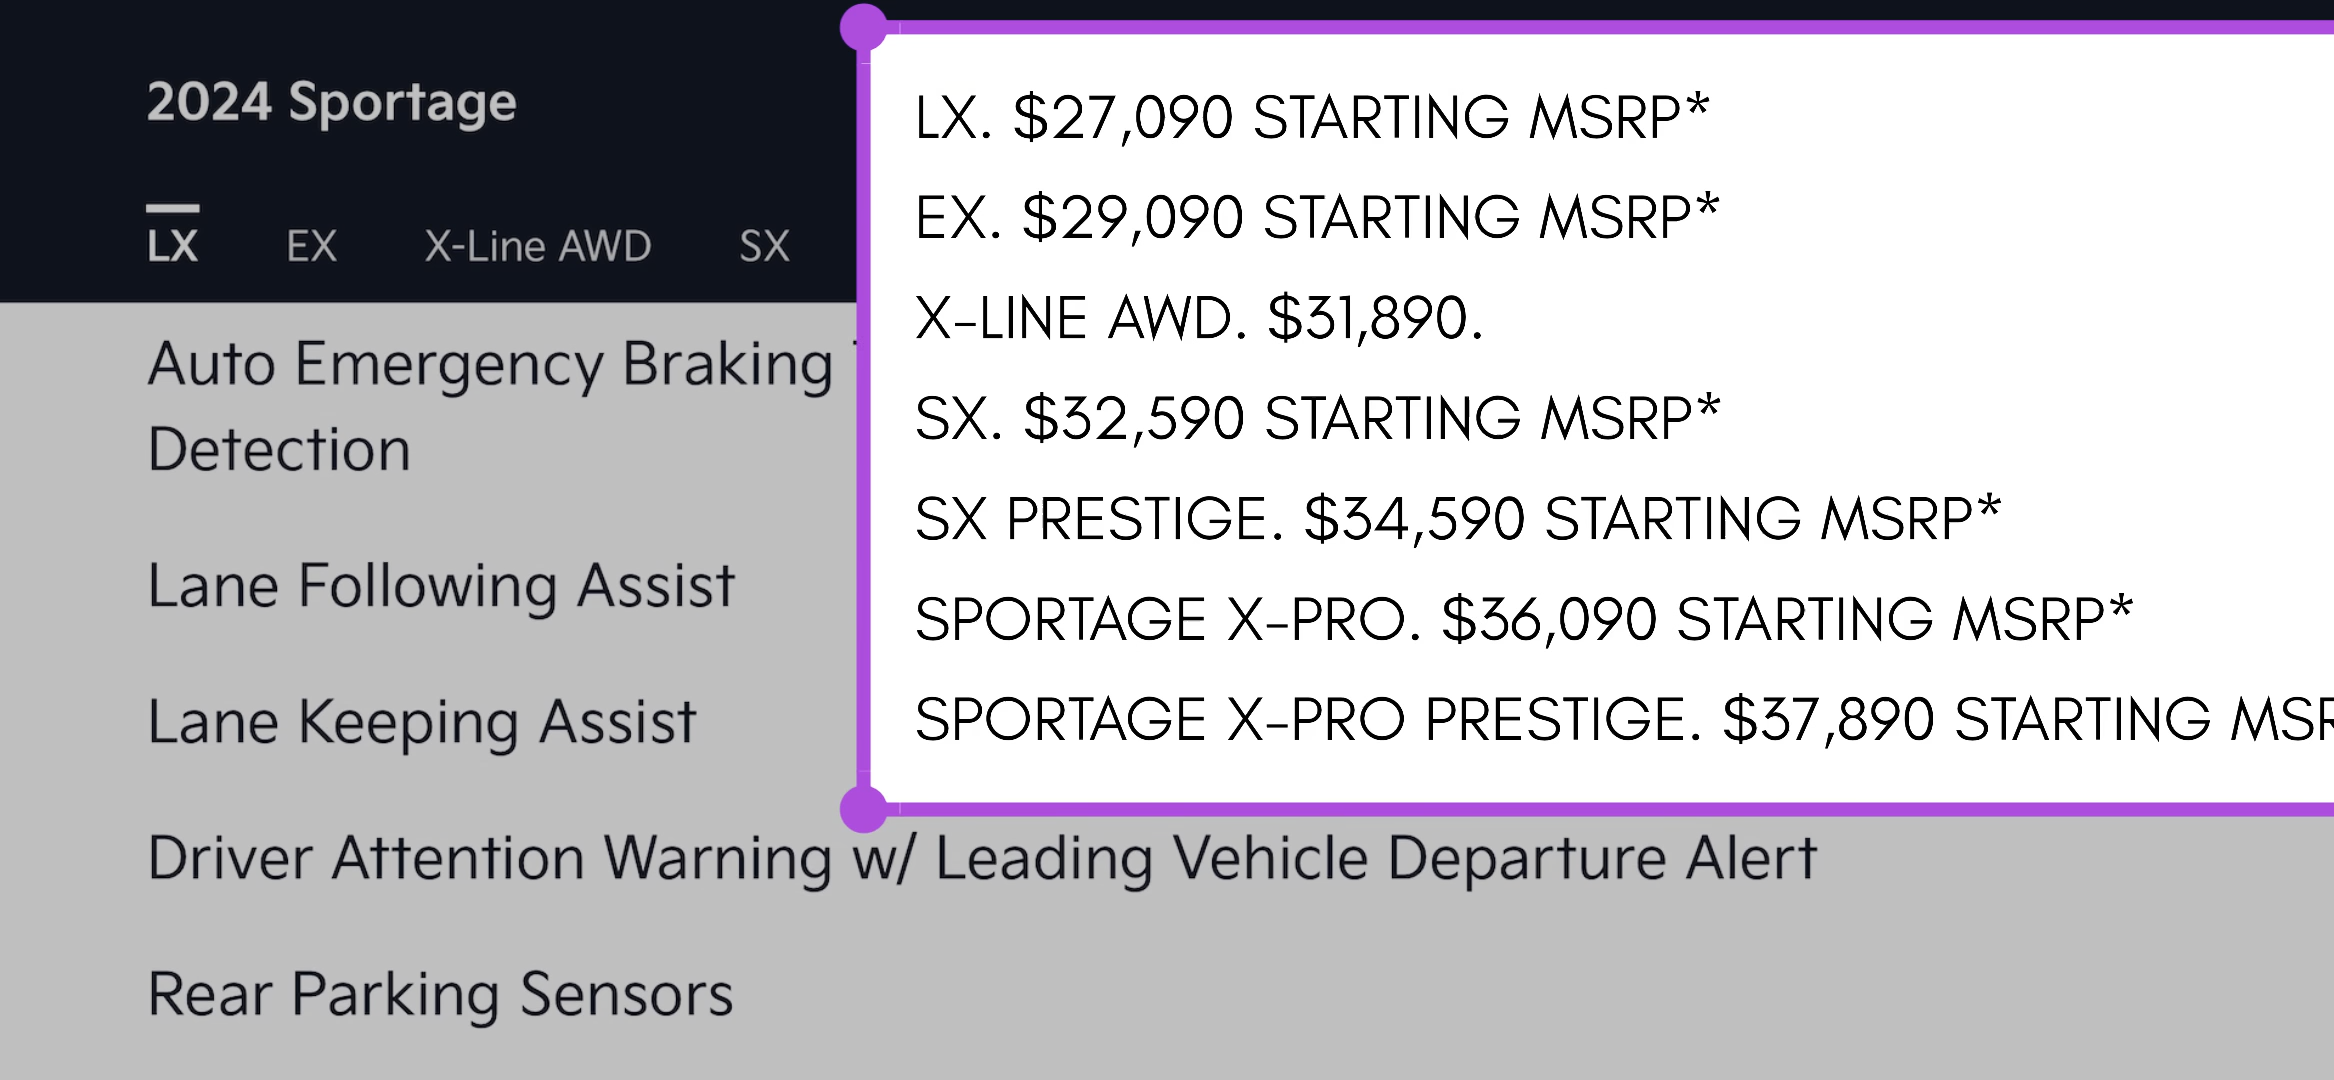 2024 Sportage
LX EX X-Line AWD SX
Auto Emergency Braking
Detection
Lane Following Assist
Lane Keeping Assist
Driver Attention Warning w/ Leading Vehicle Departure Alert
Rear Parking Sensors
LX. $27,090 STARTING MSRP*
EX. $29,090 STARTING MSRP*
X-LINE AWD. $31,890.
SX. $32,590 STARTING MSRP*
SX PRESTIGE. $34,590 STARTING MSRP*
SPORTAGE X-PRO. $36,090 STARTING MSRP*
SPORTAGE X-PRO PRESTIGE. $37,890 STARTING